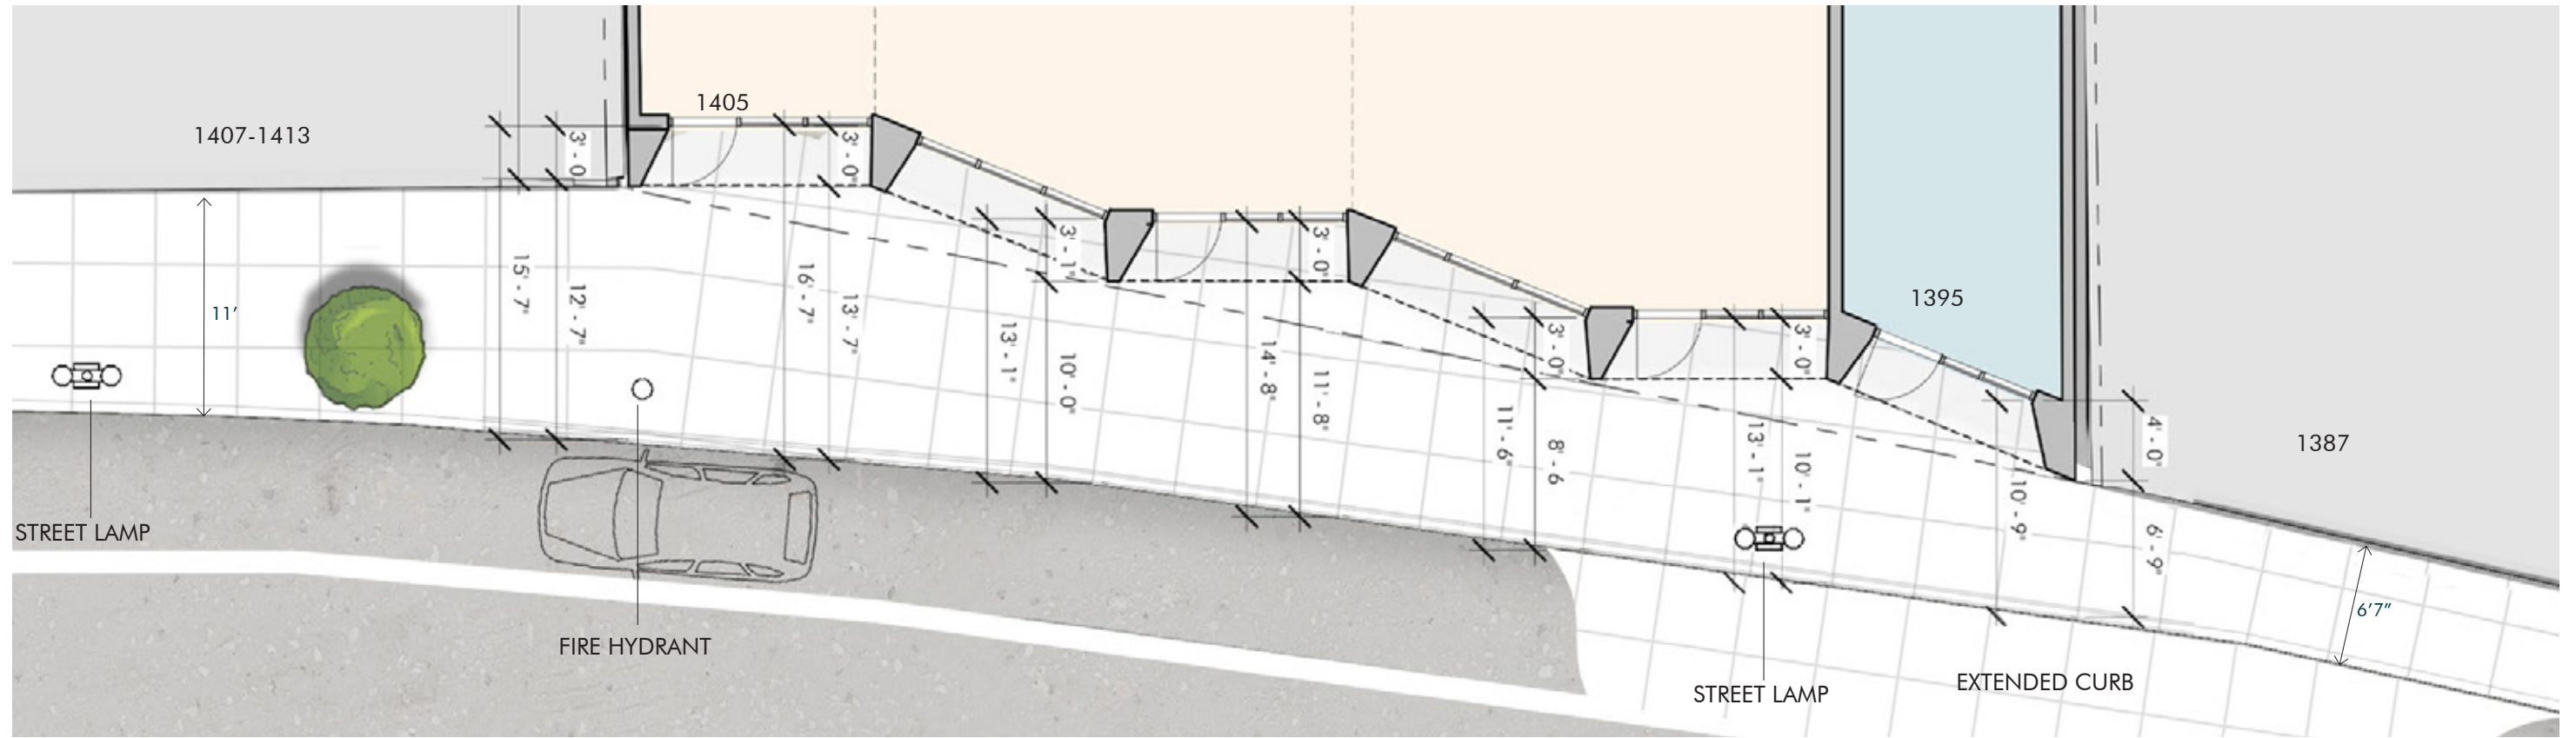 1405
1407-1413
3' - 0
3' - 0"
3' - 1"
3' - 0"
1395
11'
15' - 7"
12' - 7"
16' - 7"
13' - 7"
13' - 1"
10' - 0"
14' - 8"
11' - 8"
3' - 0"
3' - 0"
11' - 6"
8' - 6
13' - 1"
10' - 1"
4' - 0"
1387
10' - 9"
6' - 9"
6'7"
STREET LAMP
FIRE HYDRANT
STREET LAMP
EXTENDED CURB